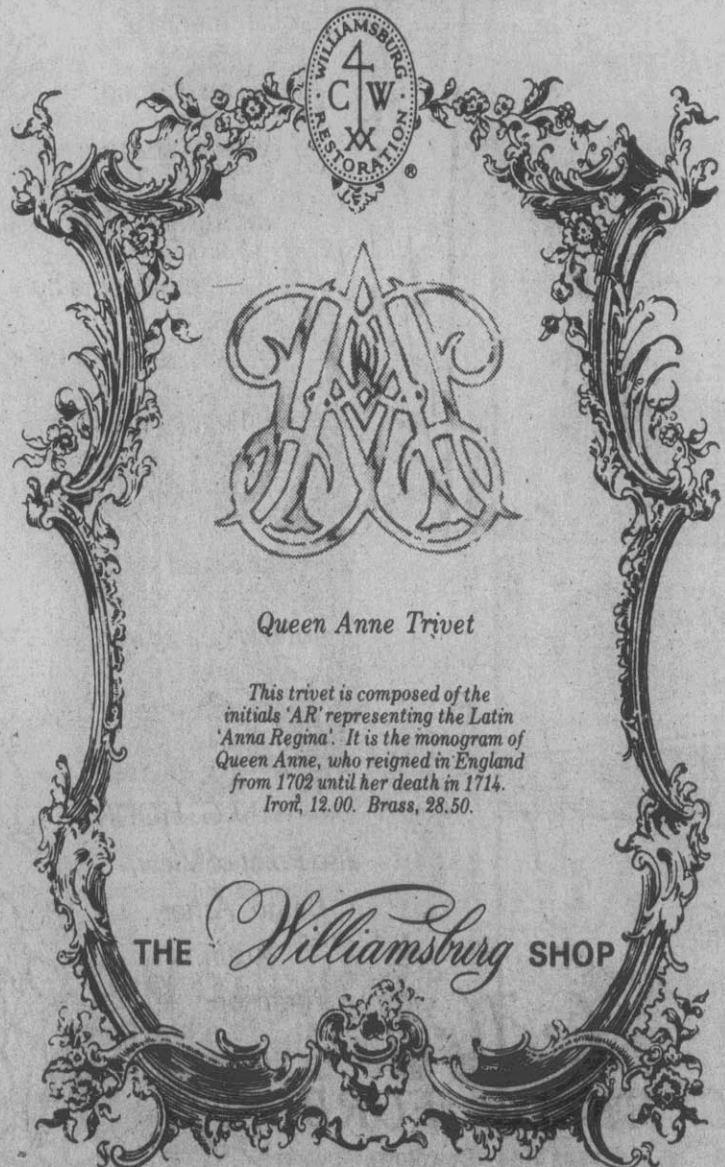 WILLIAMSBURG
C W
RESTORATION
®
AR
Queen Anne Trivet
This trivet is composed of the
initials 'AR' representing the Latin
'Anna Regina'. It is the monogram of
Queen Anne, who reigned in England
from 1702 until her death in 1714.
Iron, 12.00. Brass, 28.50.
THE Williamsburg SHOP